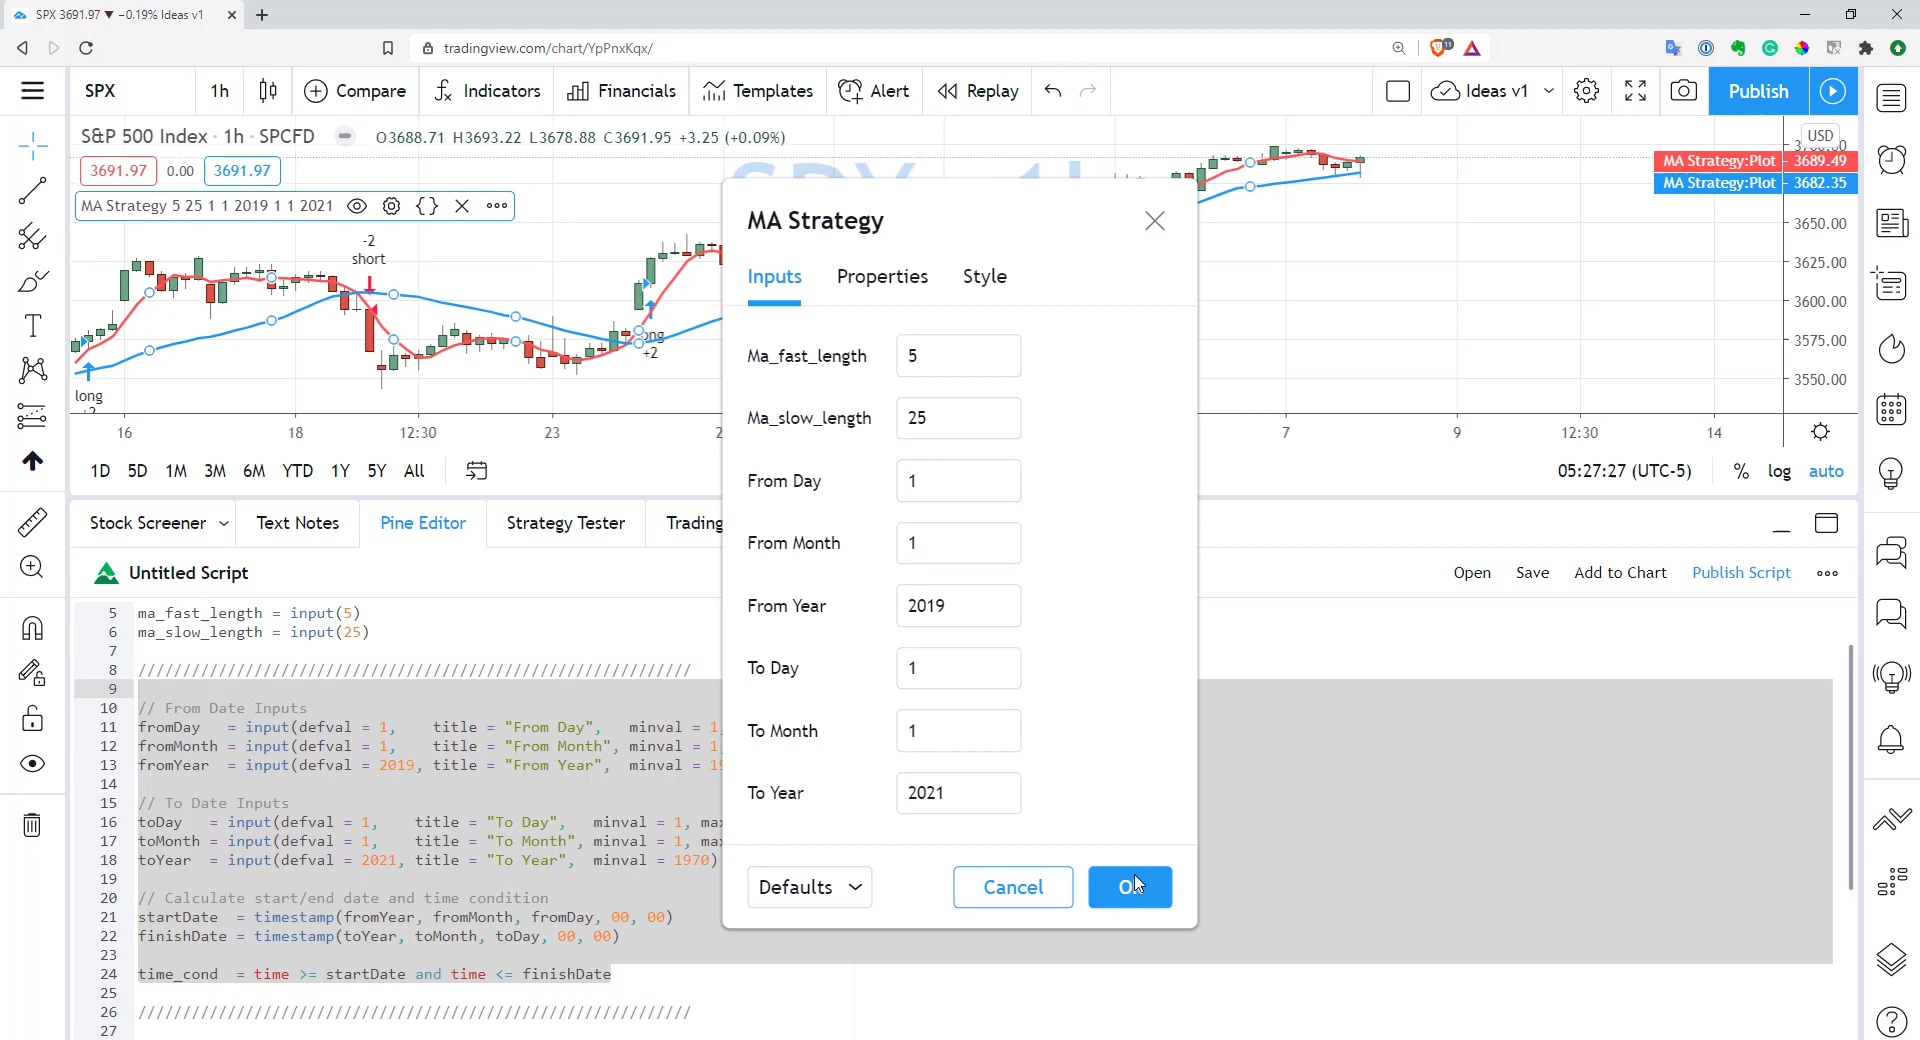 SPX 3691.97 ▼ −0.19% Ideas v1
tradingview.com/chart/YpPnxKqx/
11
SPX 1h Compare Indicators Financials Templates Alert Replay Ideas v1 Publish
S&P 500 Index · 1h · SPCFD O3688.71 H3693.22 L3678.88 C3691.95 +3.25 (+0.09%)
USD
MA Strategy:Plot 3689.49
3691.97 0.00 3691.97
MA Strategy:Plot 3682.35
MA Strategy 5 25 1 1 2019 1 1 2021
3650.00
3625.00
3600.00
3575.00
3550.00
-2
short
long
+2
long
16 18 12:30 23 7 9 12:30 14
1D 5D 1M 3M 6M YTD 1Y 5Y All
05:27:27 (UTC-5) % log auto
Stock Screener Text Notes Pine Editor Strategy Tester Trading
Untitled Script
Open Save Add to Chart Publish Script
5 ma_fast_length = input(5)
6 ma_slow_length = input(25)
7
8 //////////////////////////////////////////////////////////////
9
10 // From Date Inputs
11 fromDay = input(defval = 1, title = "From Day", minval = 1,
12 fromMonth = input(defval = 1, title = "From Month", minval = 1
13 fromYear = input(defval = 2019, title = "From Year", minval = 19
14
15 // To Date Inputs
16 toDay = input(defval = 1, title = "To Day", minval = 1, max
17 toMonth = input(defval = 1, title = "To Month", minval = 1, max
18 toYear = input(defval = 2021, title = "To Year", minval = 1970)
19
20 // Calculate start/end date and time condition
21 startDate = timestamp(fromYear, fromMonth, fromDay, 00, 00)
22 finishDate = timestamp(toYear, toMonth, toDay, 00, 00)
23
24 time_cond = time >= startDate and time <= finishDate
25
26 //////////////////////////////////////////////////////////////
27
MA Strategy
Inputs Properties Style
Ma_fast_length 5
Ma_slow_length 25
From Day 1
From Month 1
From Year 2019
To Day 1
To Month 1
To Year 2021
Defaults Cancel